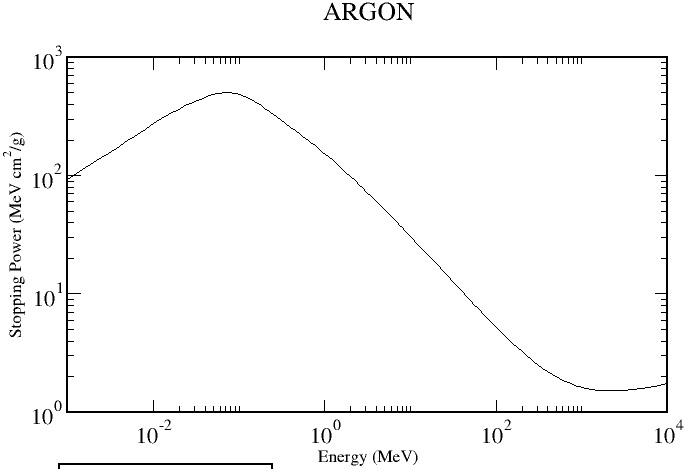 ARGON
Stopping Power (MeV cm²/g)
10³
10²
10¹
10⁰
10⁻² 10⁰ 10² 10⁴
Energy (MeV)